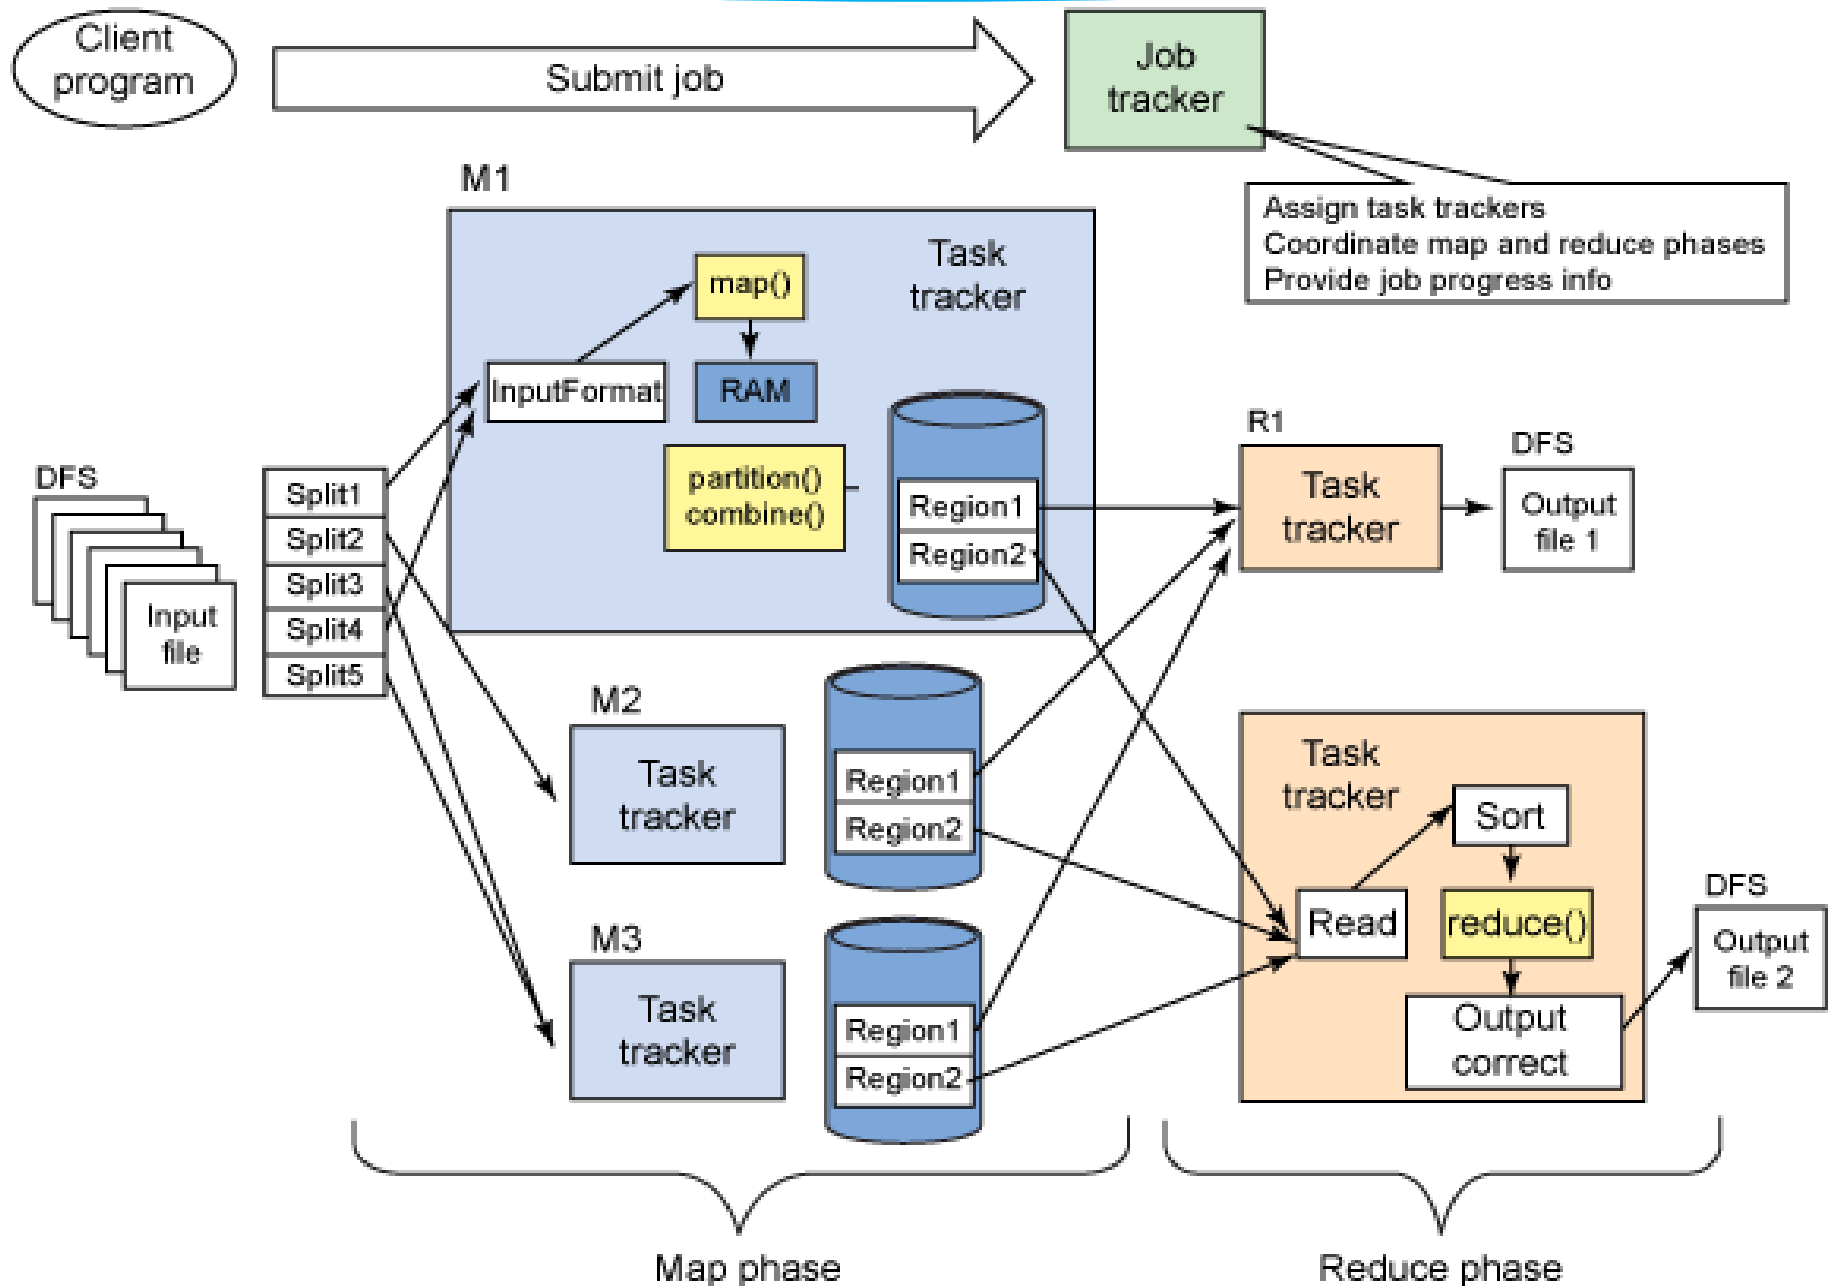 Client
program
Submit job
Job
tracker
Assign task trackers
Coordinate map and reduce phases
Provide job progress info
M1
Task
tracker
map()
InputFormat
RAM
partition()
combine()
Region1
Region2
DFS
Input
file
Split1
Split2
Split3
Split4
Split5
M2
Task
tracker
Region1
Region2
M3
Task
tracker
Region1
Region2
R1
Task
tracker
DFS
Output
file 1
Task
tracker
Sort
Read
reduce()
Output
correct
DFS
Output
file 2
Map phase
Reduce phase